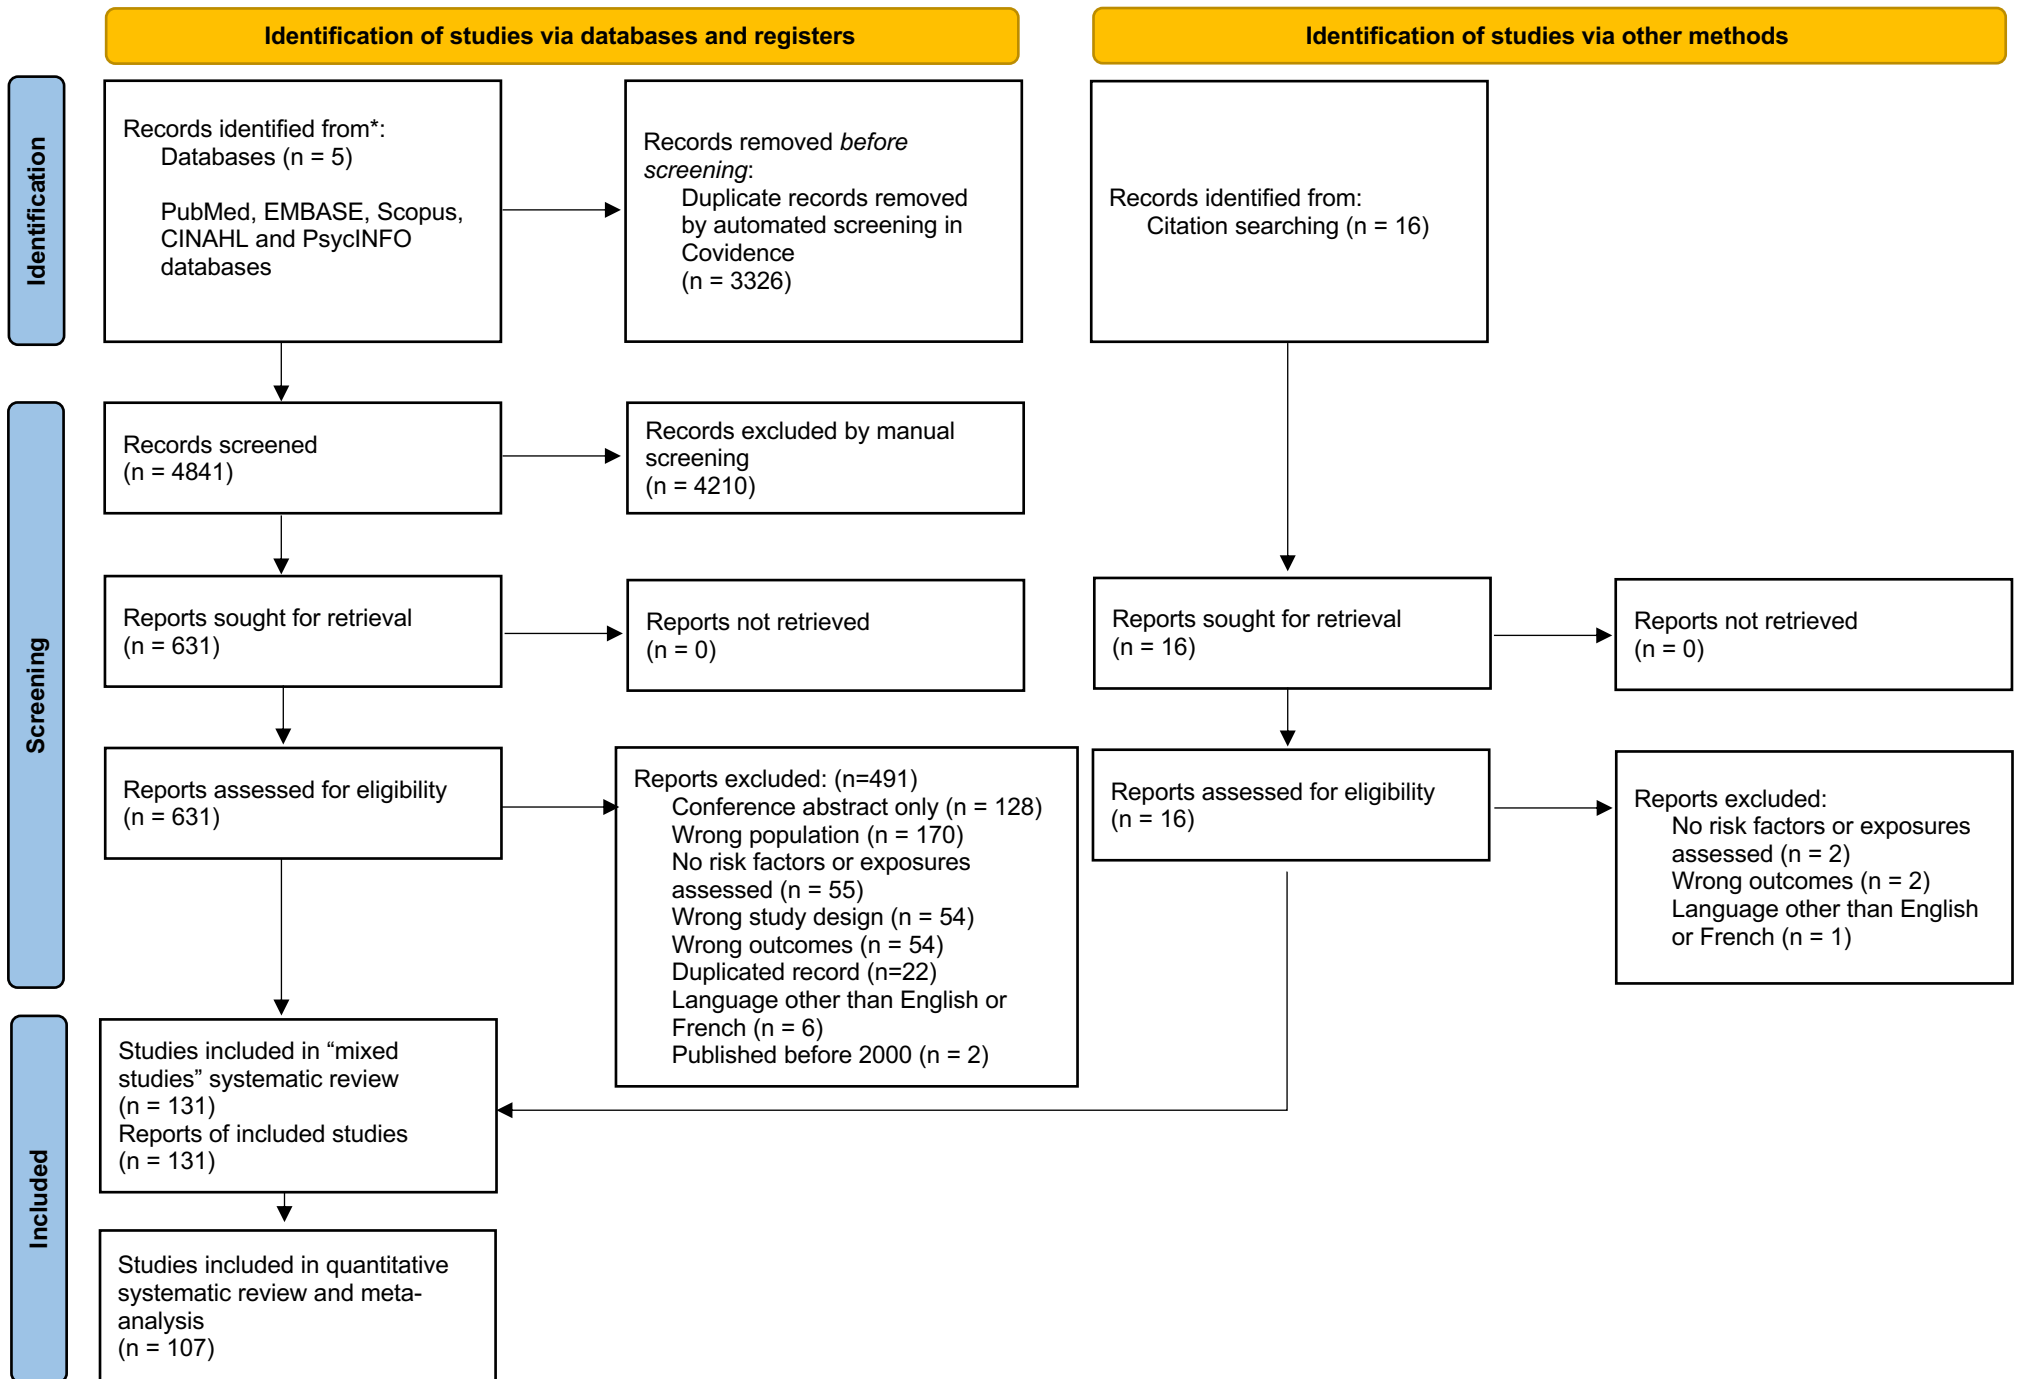 Identification of studies via databases and registers
Identification of studies via other methods
Identification
Records identified from*:
Databases (n = 5)
PubMed, EMBASE, Scopus,
CINAHL and PsycINFO
databases
Records removed before
screening:
Duplicate records removed
by automated screening in
Covidence
(n = 3326)
Records identified from:
Citation searching (n = 16)
Screening
Records screened
(n = 4841)
Records excluded by manual
screening
(n = 4210)
Reports sought for retrieval
(n = 631)
Reports not retrieved
(n = 0)
Reports sought for retrieval
(n = 16)
Reports not retrieved
(n = 0)
Reports assessed for eligibility
(n = 631)
Reports excluded: (n=491)
Conference abstract only (n = 128)
Wrong population (n = 170)
No risk factors or exposures
assessed (n = 55)
Wrong study design (n = 54)
Wrong outcomes (n = 54)
Duplicated record (n=22)
Language other than English or
French (n = 6)
Published before 2000 (n = 2)
Reports assessed for eligibility
(n = 16)
Reports excluded:
No risk factors or exposures
assessed (n = 2)
Wrong outcomes (n = 2)
Language other than English
or French (n = 1)
Included
Studies included in “mixed
studies” systematic review
(n = 131)
Reports of included studies
(n = 131)
Studies included in quantitative
systematic review and meta-
analysis
(n = 107)